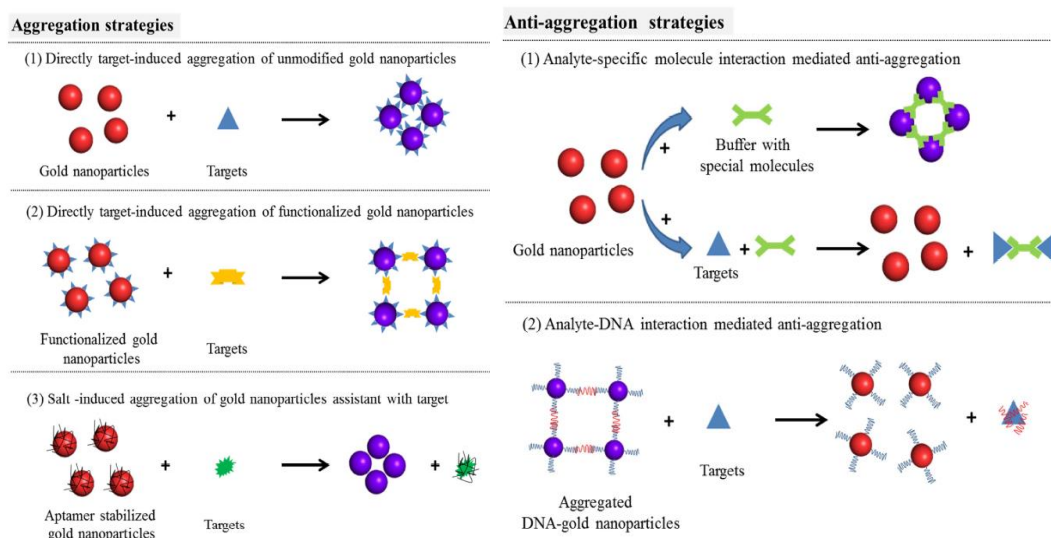 Aggregation strategies
(1) Directly target-induced aggregation of unmodified gold nanoparticles
+
Gold nanoparticles
Targets
(2) Directly target-induced aggregation of functionalized gold nanoparticles
+
Functionalized gold
nanoparticles
Targets
(3) Salt -induced aggregation of gold nanoparticles assistant with target
+
+
Aptamer stabilized
gold nanoparticles
Targets
Anti-aggregation strategies
(1) Analyte-specific molecule interaction mediated anti-aggregation
+
Buffer with
special molecules
Gold nanoparticles
+
+
+
Targets
(2) Analyte-DNA interaction mediated anti-aggregation
+
+
Targets
Aggregated
DNA-gold nanoparticles